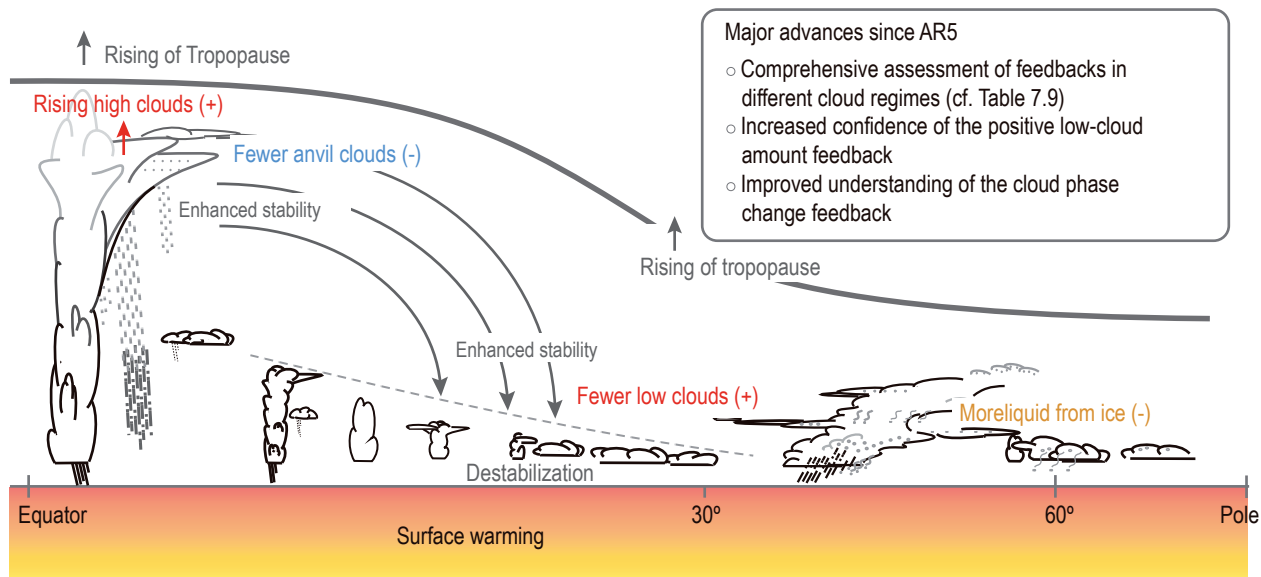 Rising of Tropopause
Rising high clouds (+)
Fewer anvil clouds (-)
Enhanced stability
Major advances since AR5
○ Comprehensive assessment of feedbacks in
different cloud regimes (cf. Table 7.9)
○ Increased confidence of the positive low-cloud
amount feedback
○ Improved understanding of the cloud phase
change feedback
Rising of tropopause
Enhanced stability
Fewer low clouds (+)
Moreliquid from ice (-)
Destabilization
Equator
30º
60º
Pole
Surface warming